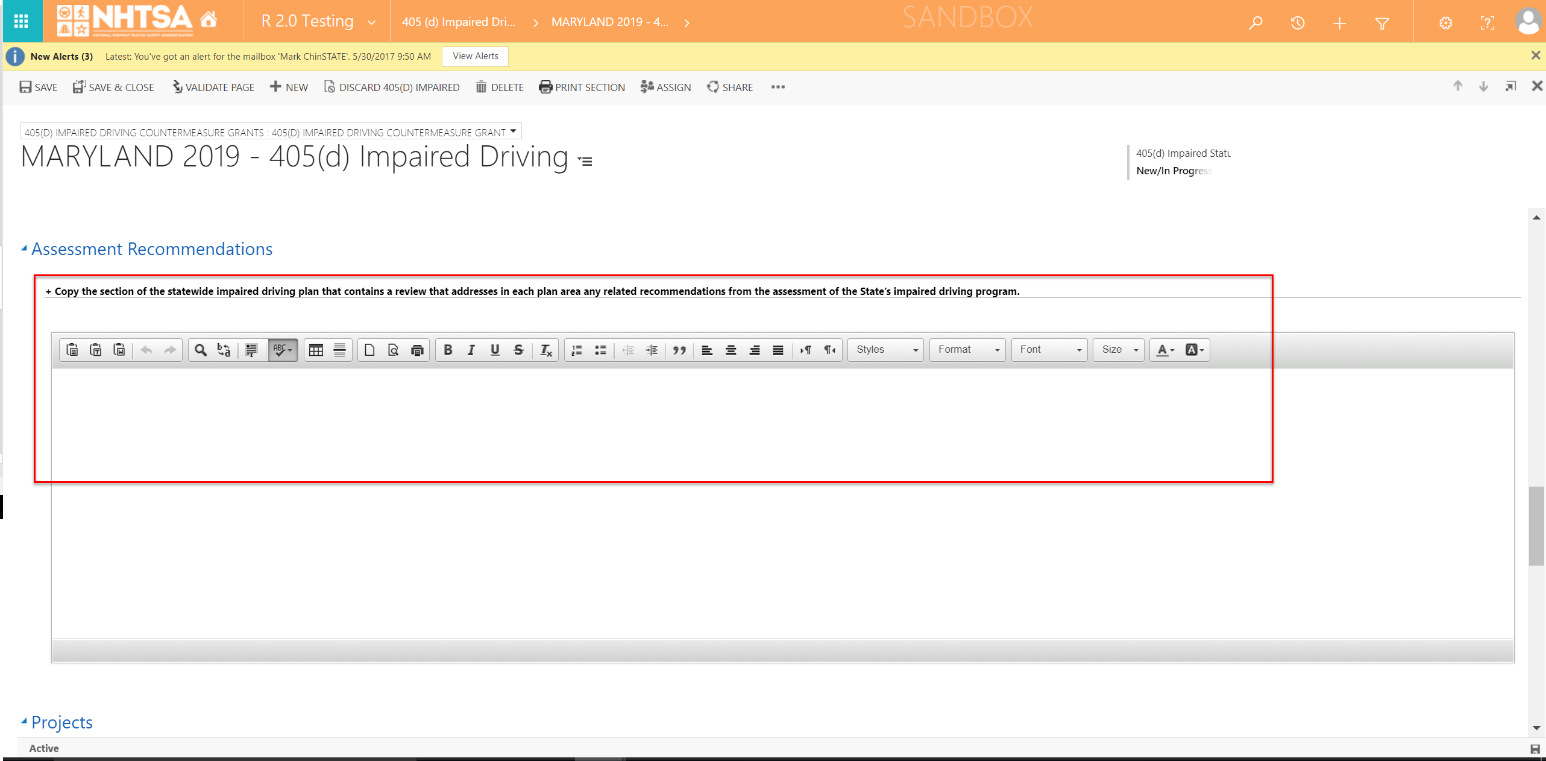 NHTSA
R 2.0 Testing
405 (d) Impaired Dri...
MARYLAND 2019 - 4...
SANDBOX
New Alerts (3) Latest: You've got an alert for the mailbox 'Mark ChinSTATE', 5/30/2017 9:50 AM View Alerts
SAVE SAVE & CLOSE VALIDATE PAGE NEW DISCARD 405(D) IMPAIRED DELETE PRINT SECTION ASSIGN SHARE
405(D) IMPAIRED DRIVING COUNTERMEASURE GRANTS : 405(D) IMPAIRED DRIVING COUNTERMEASURE GRANT
MARYLAND 2019 - 405(d) Impaired Driving
405(d) Impaired Statu
New/In Progress
Assessment Recommendations
+ Copy the section of the statewide impaired driving plan that contains a review that addresses in each plan area any related recommendations from the assessment of the State's impaired driving program.
Styles Format Font Size
Projects
Active